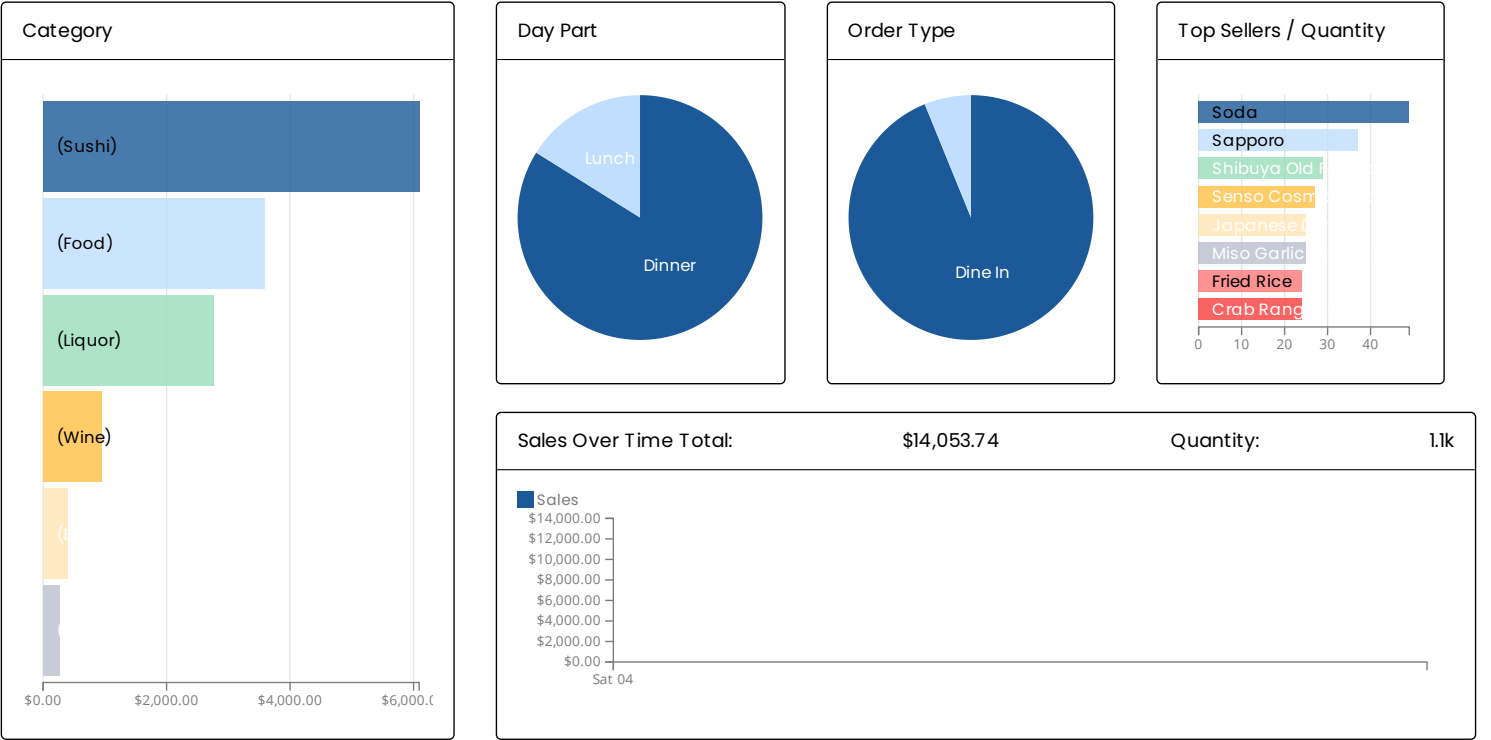 Category
(Sushi)
(Food)
(Liquor)
(Wine)
$0.00 $2,000.00 $4,000.00
Day Part
Lunch
Dinner
Order Type
Dine In
Top Sellers / Quantity
Soda
Sapporo
Shibuya Old
Senso
Japanese
Miso Garlic
Fried Rice
Crab
0 10 20 30 40
Sales Over Time Total: $14,053.74 Quantity: 1.1k
Sales
$14,000.00
$12,000.00
$10,000.00
$8,000.00
$6,000.00
$4,000.00
$2,000.00
$0.00
Sat 04